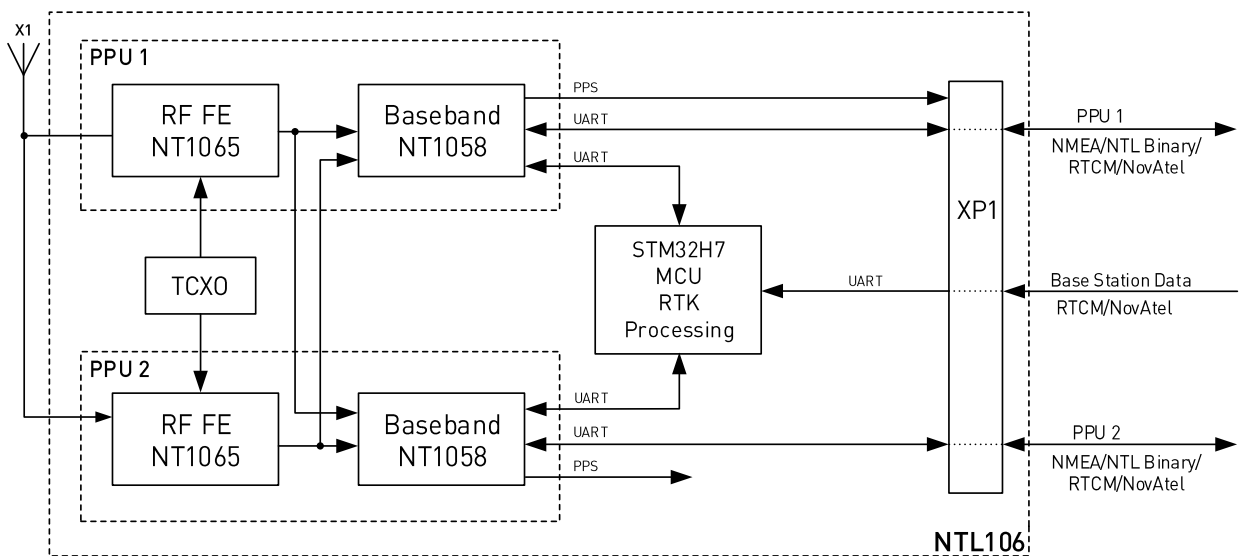 X1
PPU 1
RF FE
NT1065
Baseband
NT1058
PPS
UART
UART
PPU 1
NMEA/NTL Binary/
RTCM/NovAtel
XP1
TCXO
STM32H7
MCU
RTK
Processing
UART
Base Station Data
RTCM/NovAtel
PPU 2
RF FE
NT1065
Baseband
NT1058
UART
UART
PPS
PPU 2
NMEA/NTL Binary/
RTCM/NovAtel
NTL106